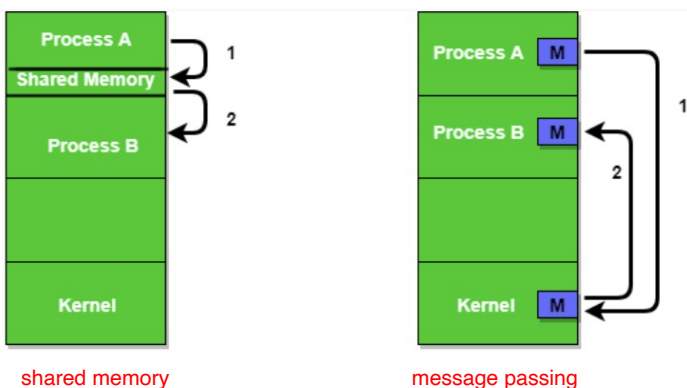 Process A
1
Shared Memory
2
Process B
Kernel
shared memory
Process A M
1
Process B M
2
Kernel M
message passing